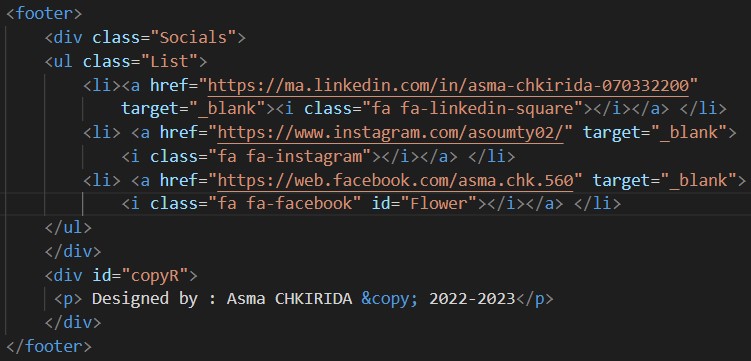 <footer>
<div class="Socials">
<ul class="List">
<li><a href="https://ma.linkedin.com/in/asma-chkirida-070332200"
target="_blank"><i class="fa fa-linkedin-square"></i></a> </li>
<li> <a href="https://www.instagram.com/asoumty02/" target="_blank">
<i class="fa fa-instagram"></i></a> </li>
<li> <a href="https://web.facebook.com/asma.chk.560" target="_blank">
<i class="fa fa-facebook" id="Flower"></i></a> </li>
</ul>
</div>
<div id="copyR">
<p> Designed by : Asma CHKIRIDA &copy; 2022-2023</p>
</div>
</footer>